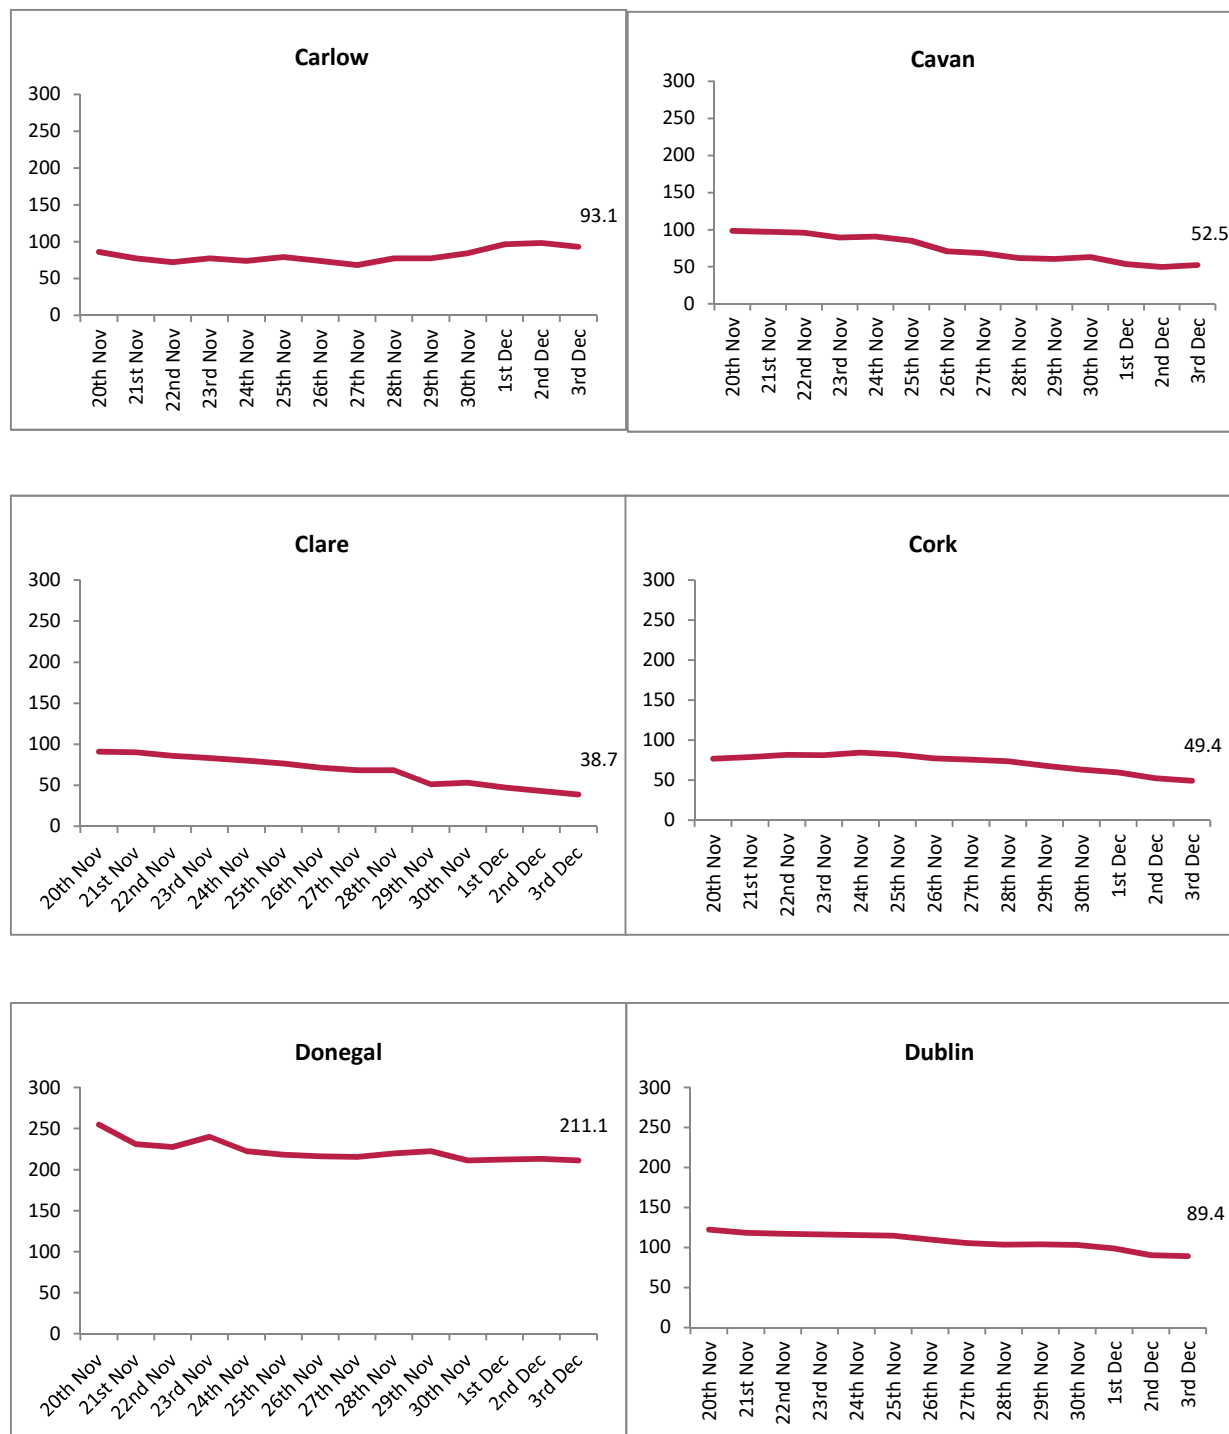 Carlow
300
250
200
150
100
50
0
93.1
20th Nov
21st Nov
22nd Nov
23rd Nov
24th Nov
25th Nov
26th Nov
27th Nov
28th Nov
29th Nov
30th Nov
1st Dec
2nd Dec
3rd Dec
Cavan
300
250
200
150
100
50
0
52.5
20th Nov
21st Nov
22nd Nov
23rd Nov
24th Nov
25th Nov
26th Nov
27th Nov
28th Nov
29th Nov
30th Nov
1st Dec
2nd Dec
3rd Dec
Clare
300
250
200
150
100
50
0
38.7
20th Nov
21st Nov
22nd Nov
23rd Nov
24th Nov
25th Nov
26th Nov
27th Nov
28th Nov
29th Nov
30th Nov
1st Dec
2nd Dec
3rd Dec
Cork
300
250
200
150
100
50
0
49.4
20th Nov
21st Nov
22nd Nov
23rd Nov
24th Nov
25th Nov
26th Nov
27th Nov
28th Nov
29th Nov
30th Nov
1st Dec
2nd Dec
3rd Dec
Donegal
300
250
200
150
100
50
0
211.1
20th Nov
21st Nov
22nd Nov
23rd Nov
24th Nov
25th Nov
26th Nov
27th Nov
28th Nov
29th Nov
30th Nov
1st Dec
2nd Dec
3rd Dec
Dublin
300
250
200
150
100
50
0
89.4
20th Nov
21st Nov
22nd Nov
23rd Nov
24th Nov
25th Nov
26th Nov
27th Nov
28th Nov
29th Nov
30th Nov
1st Dec
2nd Dec
3rd Dec